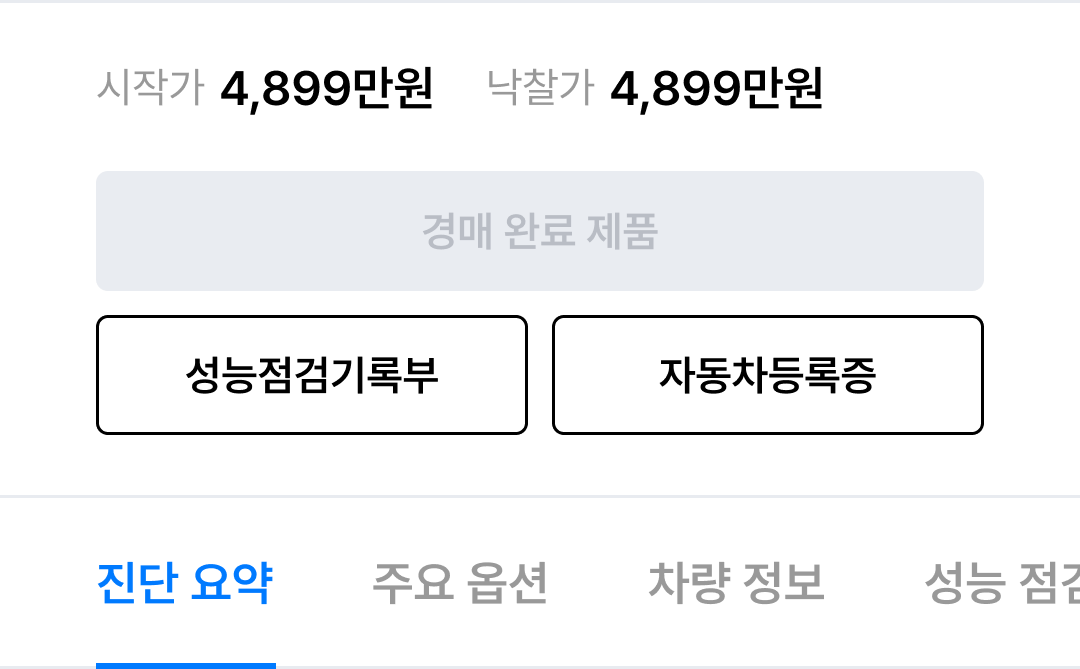 시작가 4,899만원 낙찰가 4,899만원
경매 완료 제품
성능점검기록부 자동차등록증
진단 요약 주요 옵션 차량 정보 성능